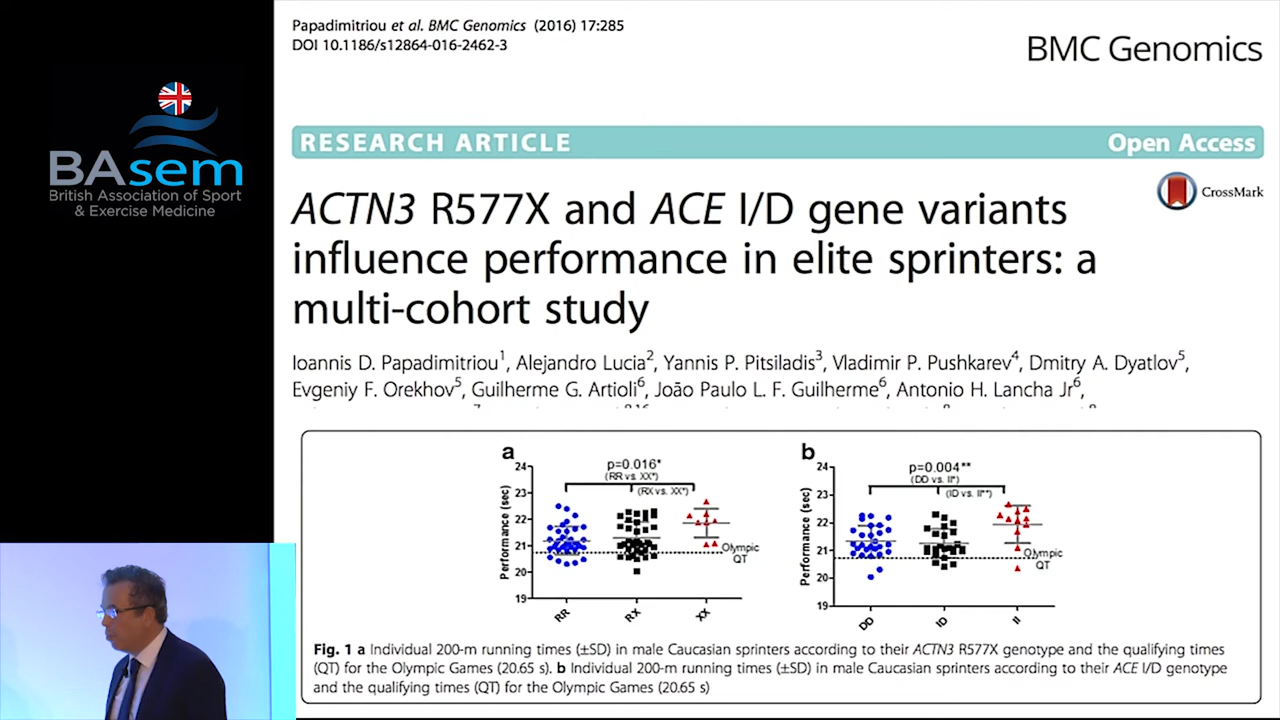 BAsem
British Association of Sport
& Exercise Medicine
Papadimitriou et al. BMC Genomics (2016) 17:285
DOI 10.1186/s12864-016-2462-3
BMC Genomics
RESEARCH ARTICLE
Open Access
CrossMark
ACTN3 R577X and ACE I/D gene variants
influence performance in elite sprinters: a
multi-cohort study
Ioannis D. Papadimitriou1, Alejandro Lucia2, Yannis P. Pitsiladis3, Vladimir P. Pushkarev4, Dmitry A. Dyatlov5,
Evgeniy F. Orekhov5, Guilherme G. Artioli6, João Paulo L. F. Guilherme6, Antonio H. Lancha Jr6,
a
p=0.016*
(RR vs. XX*)
(RX vs. XX*)
Performance (sec)
24
23
22
21
20
19
Olympic
QT
RR
RX
XX
b
p=0.004**
(DD vs. II*)
(ID vs. II**)
Performance (sec)
24
23
22
21
20
19
Olympic
QT
DD
ID
II
Fig. 1 a Individual 200-m running times (±SD) in male Caucasian sprinters according to their ACTN3 R577X genotype and the qualifying times
(QT) for the Olympic Games (20.65 s). b Individual 200-m running times (±SD) in male Caucasian sprinters according to their ACE I/D genotype
and the qualifying times (QT) for the Olympic Games (20.65 s)